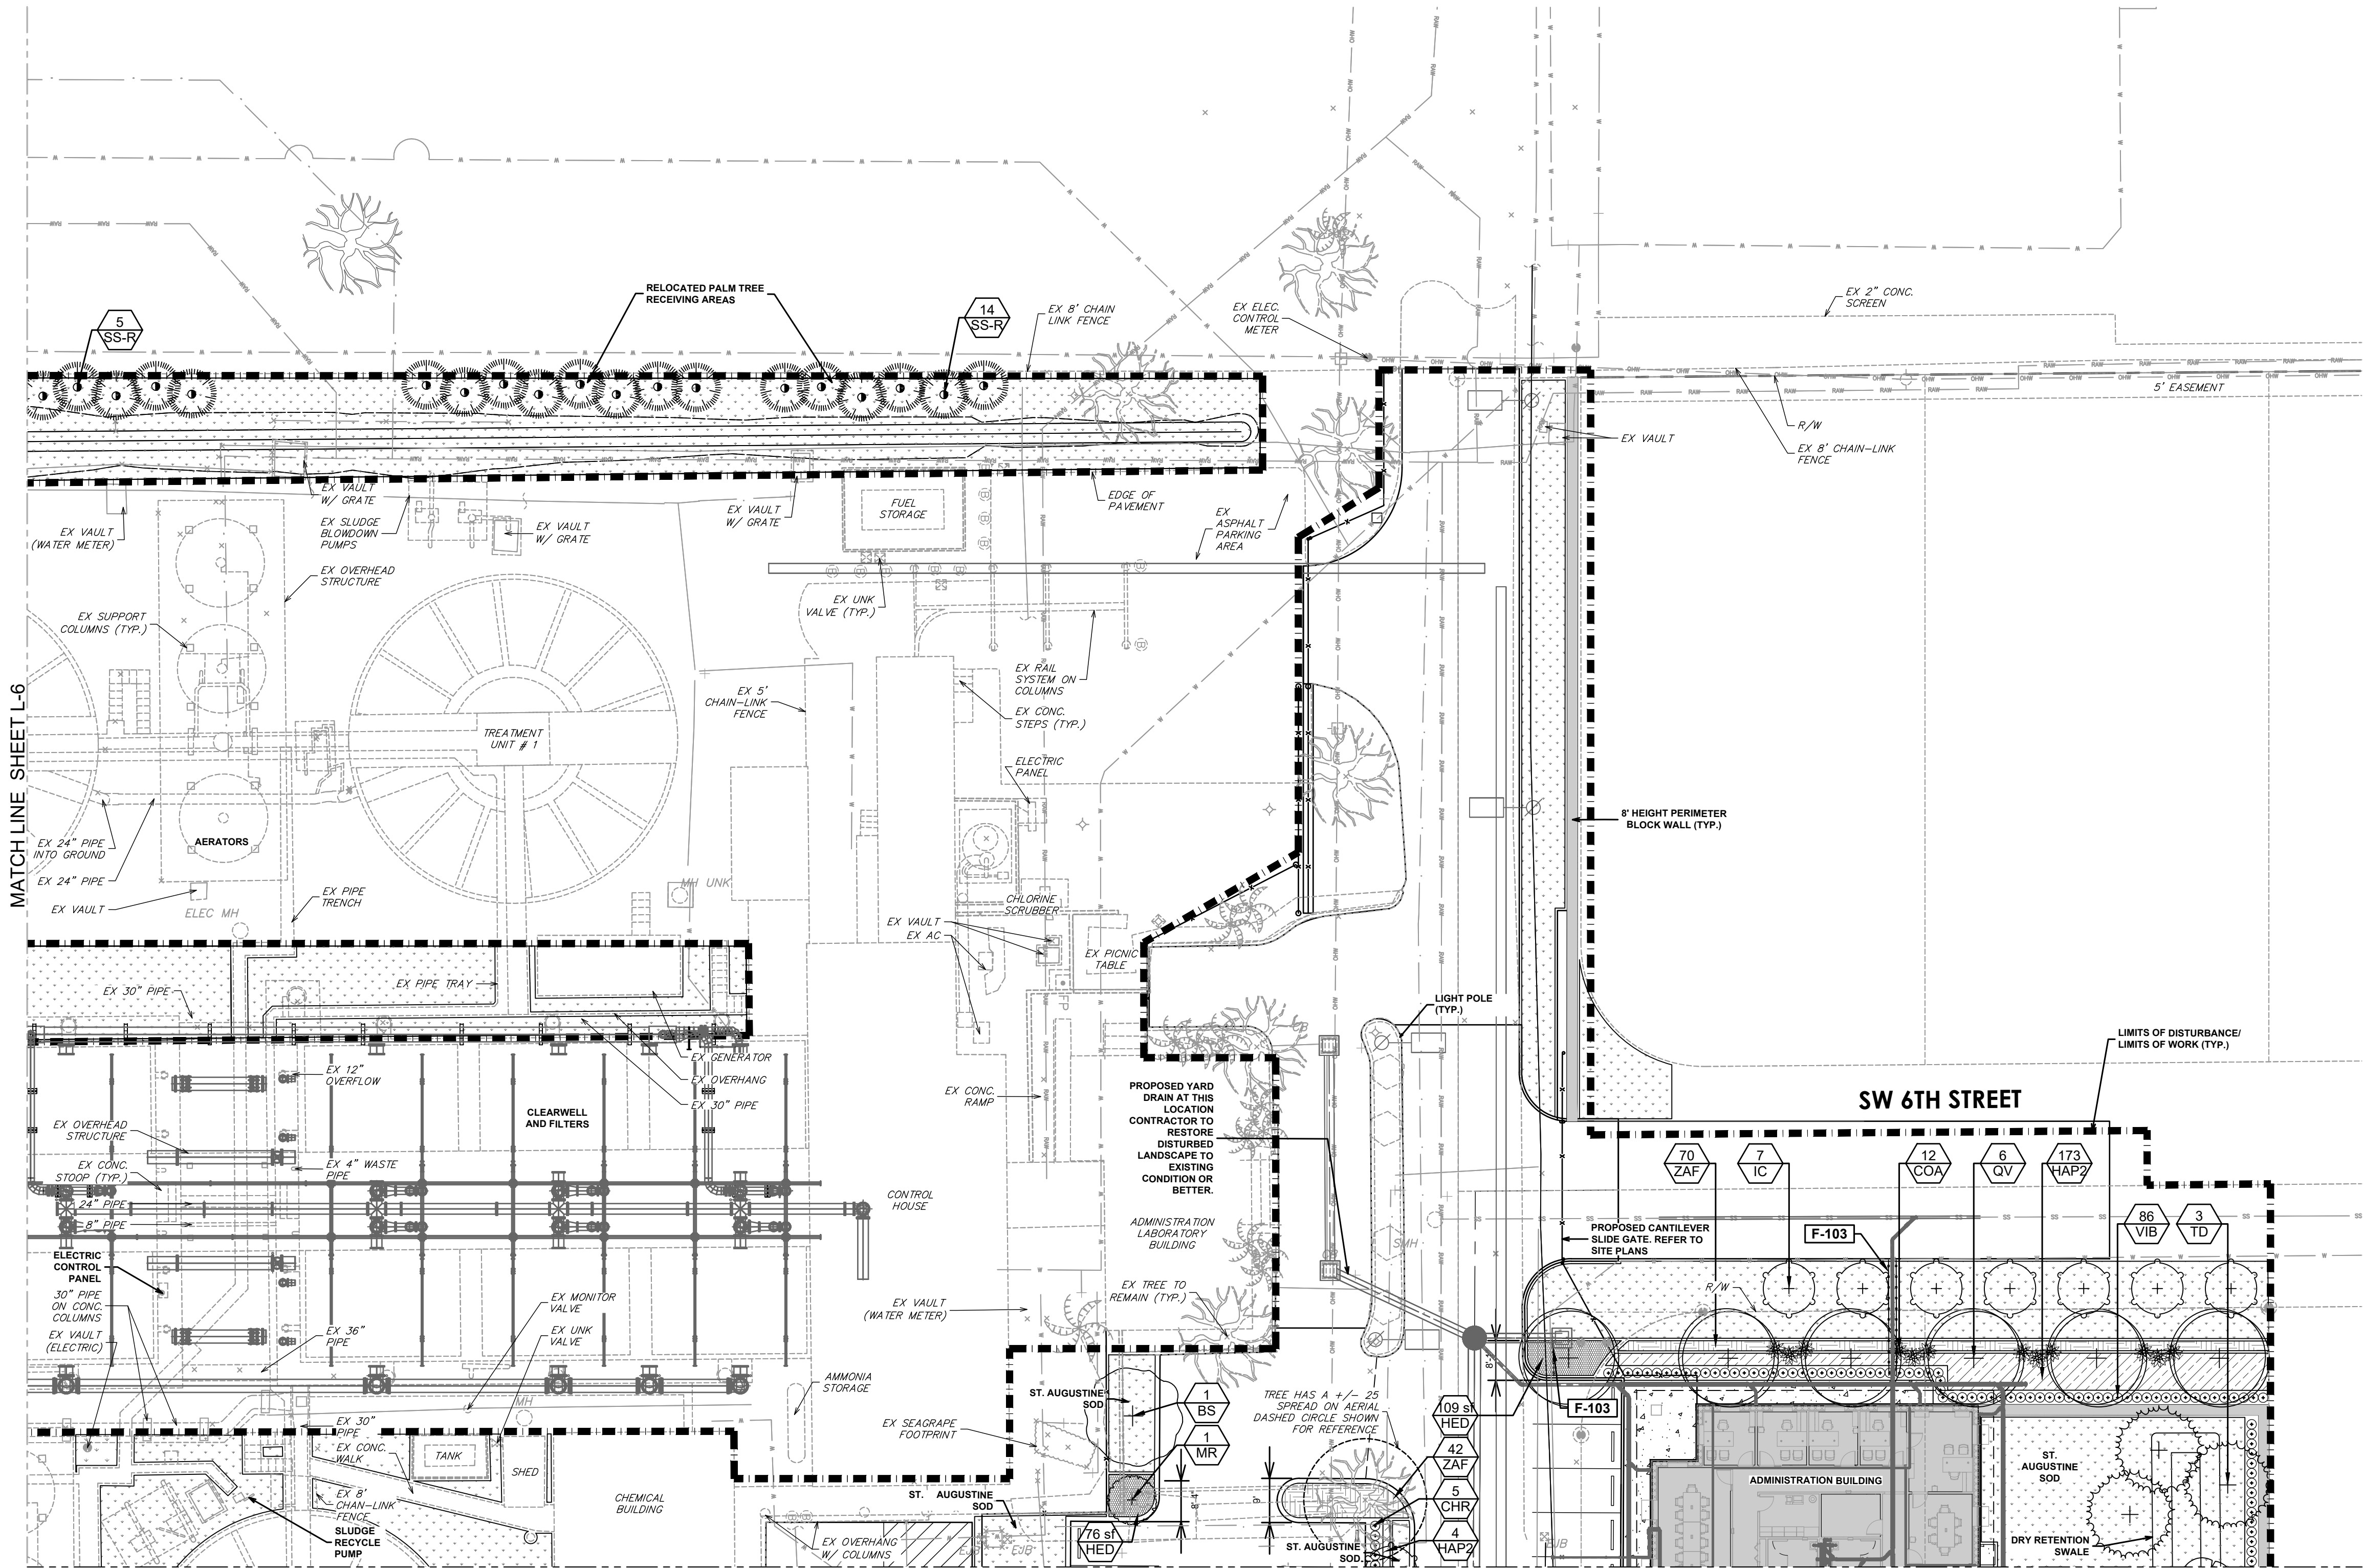 MATCH LINE SHEET L-6
5
SS-R
RELOCATED PALM TREE
RECEIVING AREAS
14
SS-R
EX 8' CHAIN
LINK FENCE
EX ELEC.
CONTROL
METER
EX 2" CONC.
SCREEN
5' EASEMENT
R/W
EX 8' CHAIN-LINK
FENCE
EX VAULT
EX VAULT
(WATER METER)
EX VAULT
W/ GRATE
EX SLUDGE
BLOWDOWN
PUMPS
EX VAULT
W/ GRATE
EX VAULT
W/ GRATE
FUEL
STORAGE
EDGE OF
PAVEMENT
EX
ASPHALT
PARKING
AREA
EX OVERHEAD
STRUCTURE
EX SUPPORT
COLUMNS (TYP.)
EX UNK
VALVE (TYP.)
TREATMENT
UNIT # 1
EX 5'
CHAIN-LINK
FENCE
EX RAIL
SYSTEM ON
COLUMNS
EX CONC.
STEPS (TYP.)
ELECTRIC
PANEL
8' HEIGHT PERIMETER
BLOCK WALL (TYP.)
EX 24" PIPE
INTO GROUND
AERATORS
EX 24" PIPE
EX VAULT
ELEC MH
EX PIPE
TRENCH
MH UNK
CHLORINE
SCRUBBER
EX VAULT
EX AC
EX PICNIC
TABLE
EX 30" PIPE
EX PIPE TRAY
LIGHT POLE
(TYP.)
LIMITS OF DISTURBANCE/
LIMITS OF WORK (TYP.)
EX GENERATOR
EX OVERHANG
EX 30" PIPE
EX 12"
OVERFLOW
CLEARWELL
AND FILTERS
EX CONC.
RAMP
PROPOSED YARD
DRAIN AT THIS
LOCATION
CONTRACTOR TO
RESTORE
DISTURBED
LANDSCAPE TO
EXISTING
CONDITION OR
BETTER.
SW 6TH STREET
EX OVERHEAD
STRUCTURE
EX CONC.
STOOP (TYP.)
24" PIPE
8" PIPE
EX 4" WASTE
PIPE
CONTROL
HOUSE
ADMINISTRATION
LABORATORY
BUILDING
70
ZAF
7
IC
12
COA
6
QV
173
HAP2
86
VIB
3
TD
PROPOSED CANTILEVER
SLIDE GATE. REFER TO
SITE PLANS
F-103
SMH
ELECTRIC
CONTROL
PANEL
30" PIPE
ON CONC.
COLUMNS
EX VAULT
(ELECTRIC)
EX 36"
PIPE
EX MONITOR
VALVE
EX UNK
VALVE
EX VAULT
(WATER METER)
EX TREE TO
REMAIN (TYP.)
R/W
8'
AMMONIA
STORAGE
ST. AUGUSTINE
SOD
1
BS
1
MR
TREE HAS A +/- 25
SPREAD ON AERIAL
DASHED CIRCLE SHOWN
FOR REFERENCE
109 sf
HED
F-103
MH
EX 30"
PIPE
EX CONC.
WALK
TANK
SHED
EX SEAGRAPE
FOOTPRINT
42
ZAF
5
CHR
4
HAP2
ST.
AUGUSTINE
SOD
ADMINISTRATION BUILDING
EX 8'
CHAN-LINK
FENCE
SLUDGE
RECYCLE
PUMP
CHEMICAL
BUILDING
ST. AUGUSTINE
SOD
EX OVERHANG
W/ COLUMNS
EJB
EJB
76 sf
HED
4'
9'
ST. AUGUSTINE
SOD
BJB
DRY RETENTION
SWALE